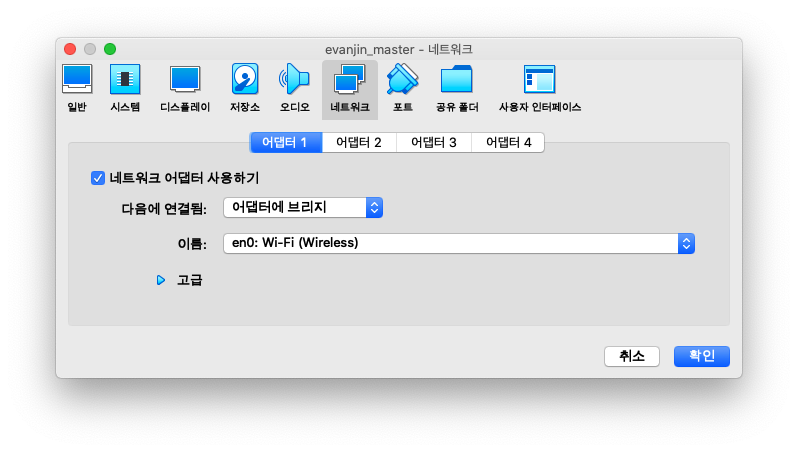 evanjin_master – 네트워크
일반 시스템 디스플레이 저장소 오디오 네트워크 포트 공유 폴더 사용자 인터페이스
어댑터 1 어댑터 2 어댑터 3 어댑터 4
네트워크 어댑터 사용하기
다음에 연결됨: 어댑터에 브리지
이름: en0: Wi-Fi (Wireless)
고급
취소 확인